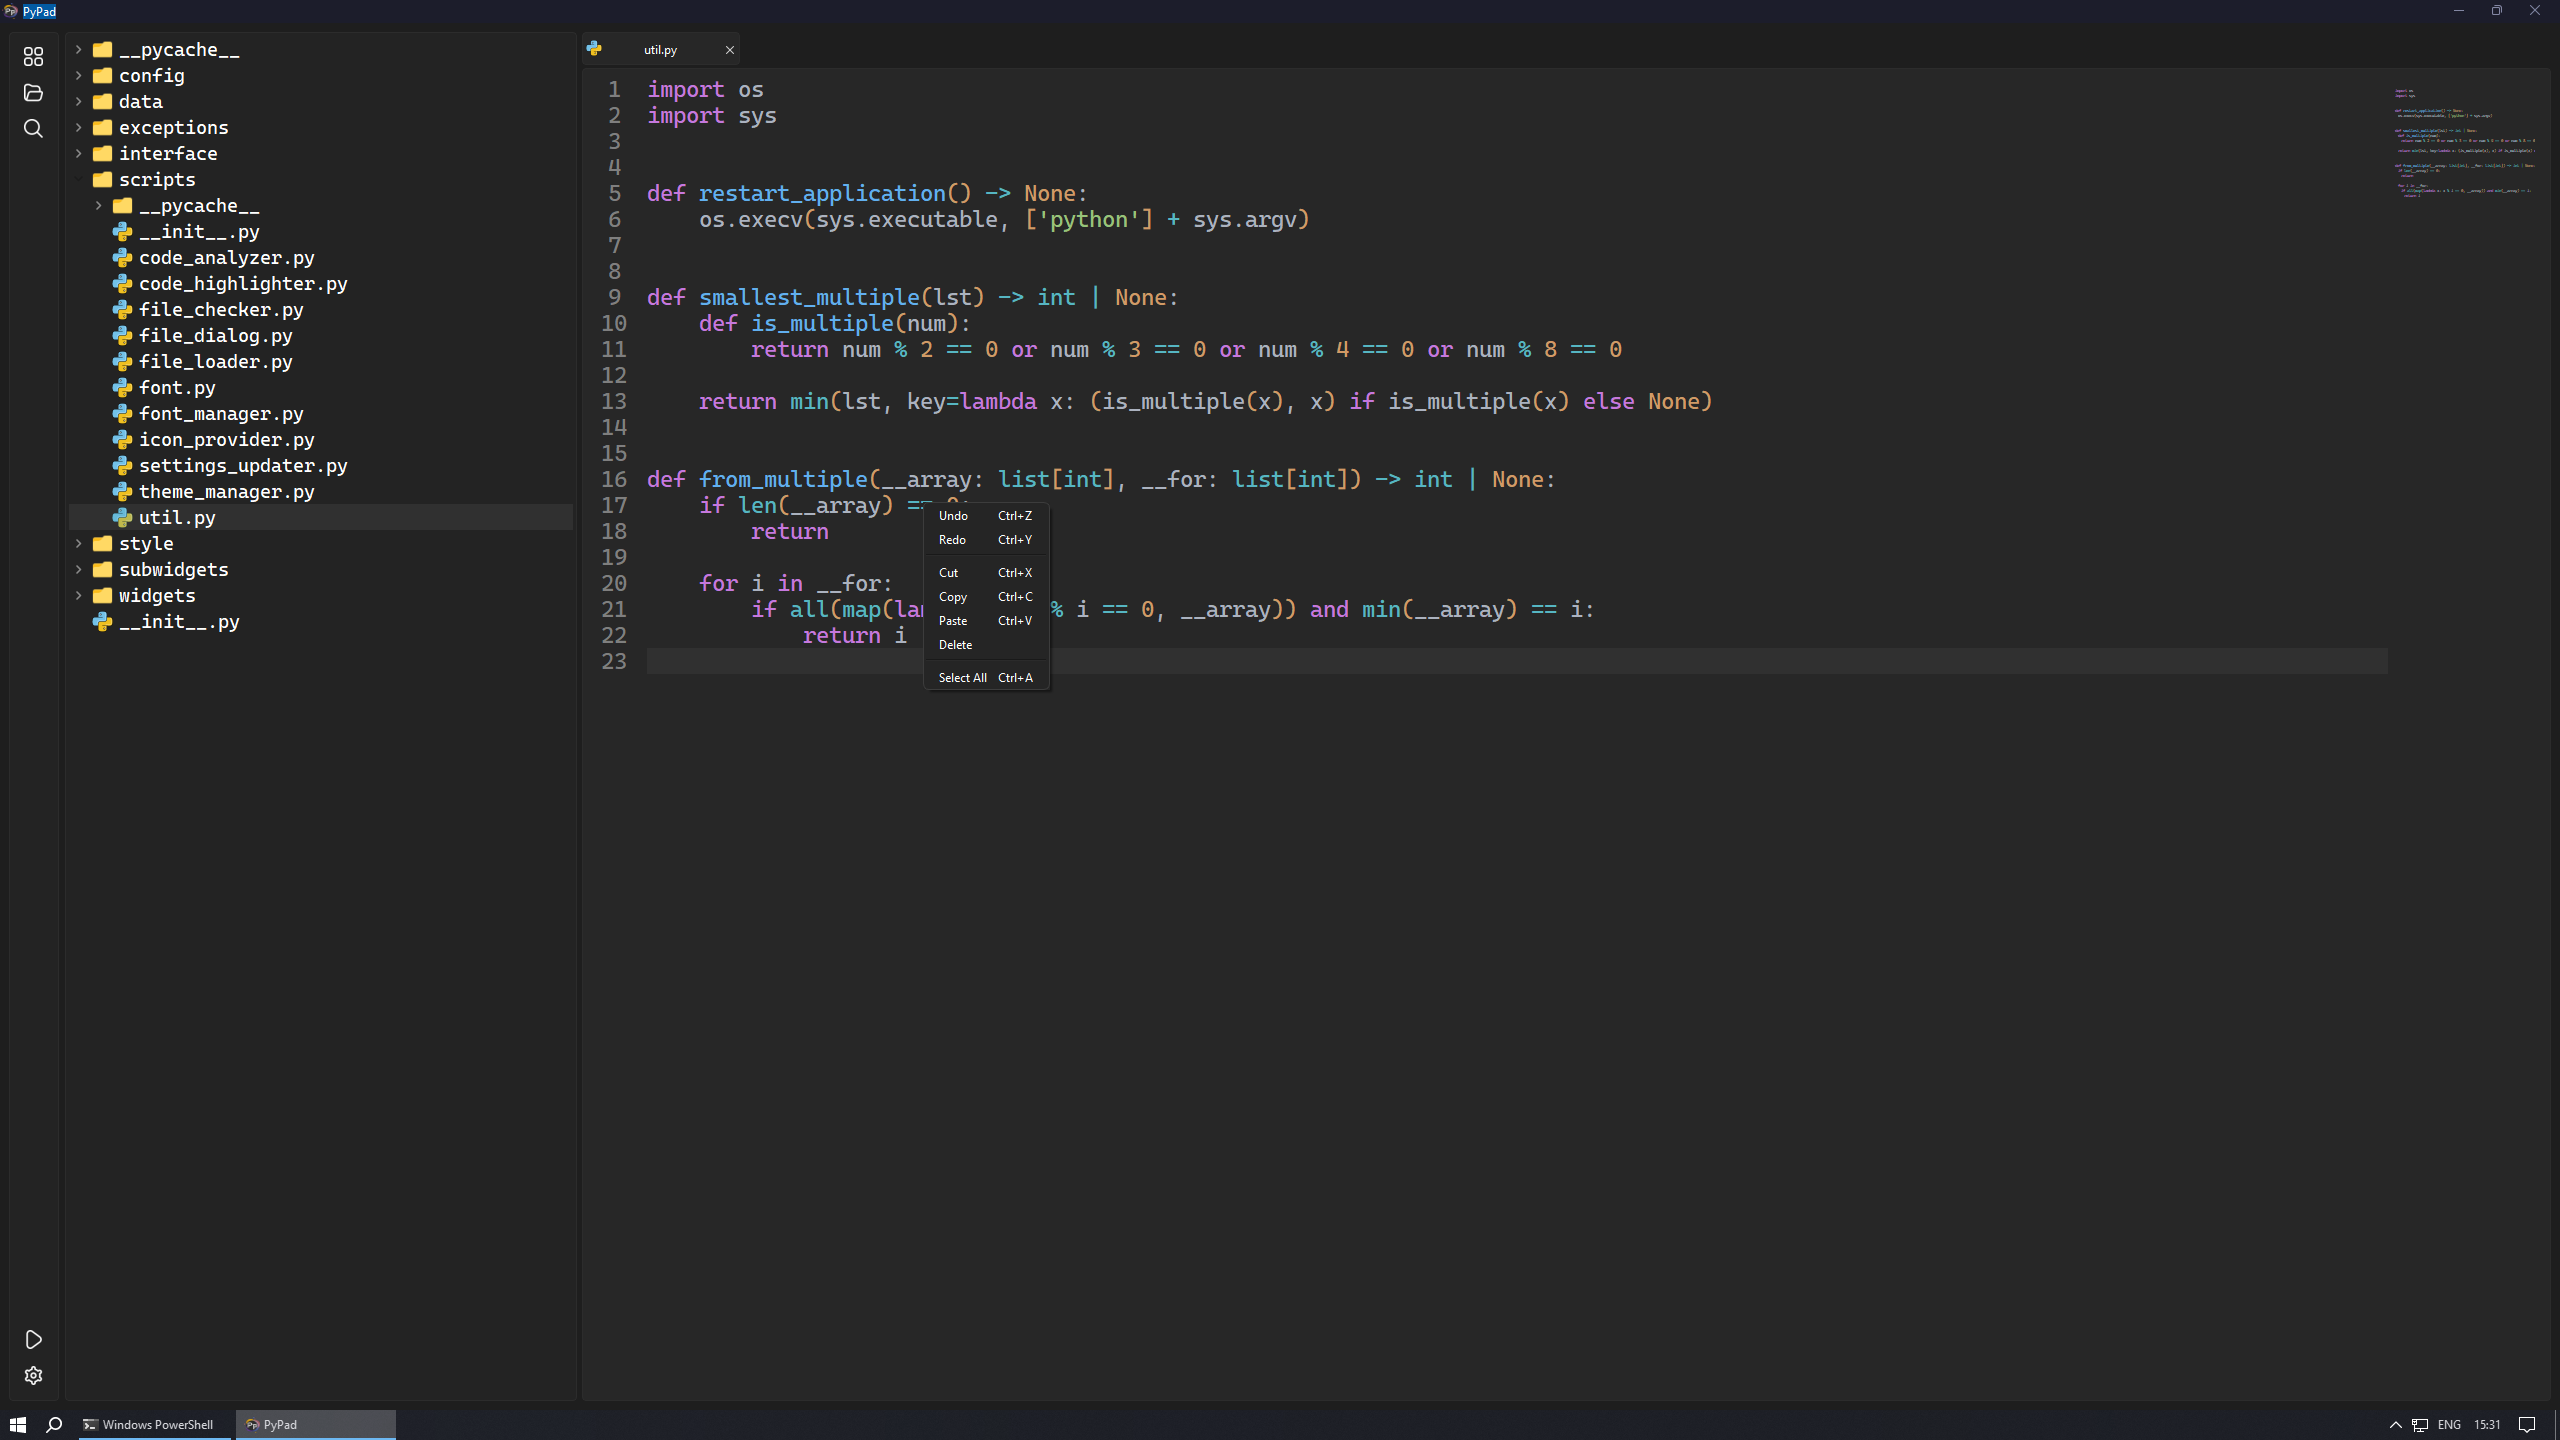 PyPad
__pycache__
config
data
exceptions
interface
scripts
__pycache__
__init__.py
code_analyzer.py
code_highlighter.py
file_checker.py
file_dialog.py
file_loader.py
font.py
font_manager.py
icon_provider.py
settings_updater.py
theme_manager.py
util.py
style
subwidgets
widgets
__init__.py
util.py
1 import os
2 import sys
3
4
5 def restart_application() -> None:
6 os.execv(sys.executable, ['python'] + sys.argv)
7
8
9 def smallest_multiple(lst) -> int | None:
10 def is_multiple(num):
11 return num % 2 == 0 or num % 3 == 0 or num % 4 == 0 or num % 8 == 0
12
13 return min(lst, key=lambda x: (is_multiple(x), x) if is_multiple(x) else None)
14
15
16 def from_multiple(__array: list[int], __for: list[int]) -> int | None:
17 if len(__array) == 0:
18 return
19
20 for i in __for:
21 if all(map(la % i == 0, __array)) and min(__array) == i:
22 return i
23
Undo Ctrl+Z
Redo Ctrl+Y
Cut Ctrl+X
Copy Ctrl+C
Paste Ctrl+V
Delete
Select All Ctrl+A
Windows PowerShell
PyPad
ENG
15:31